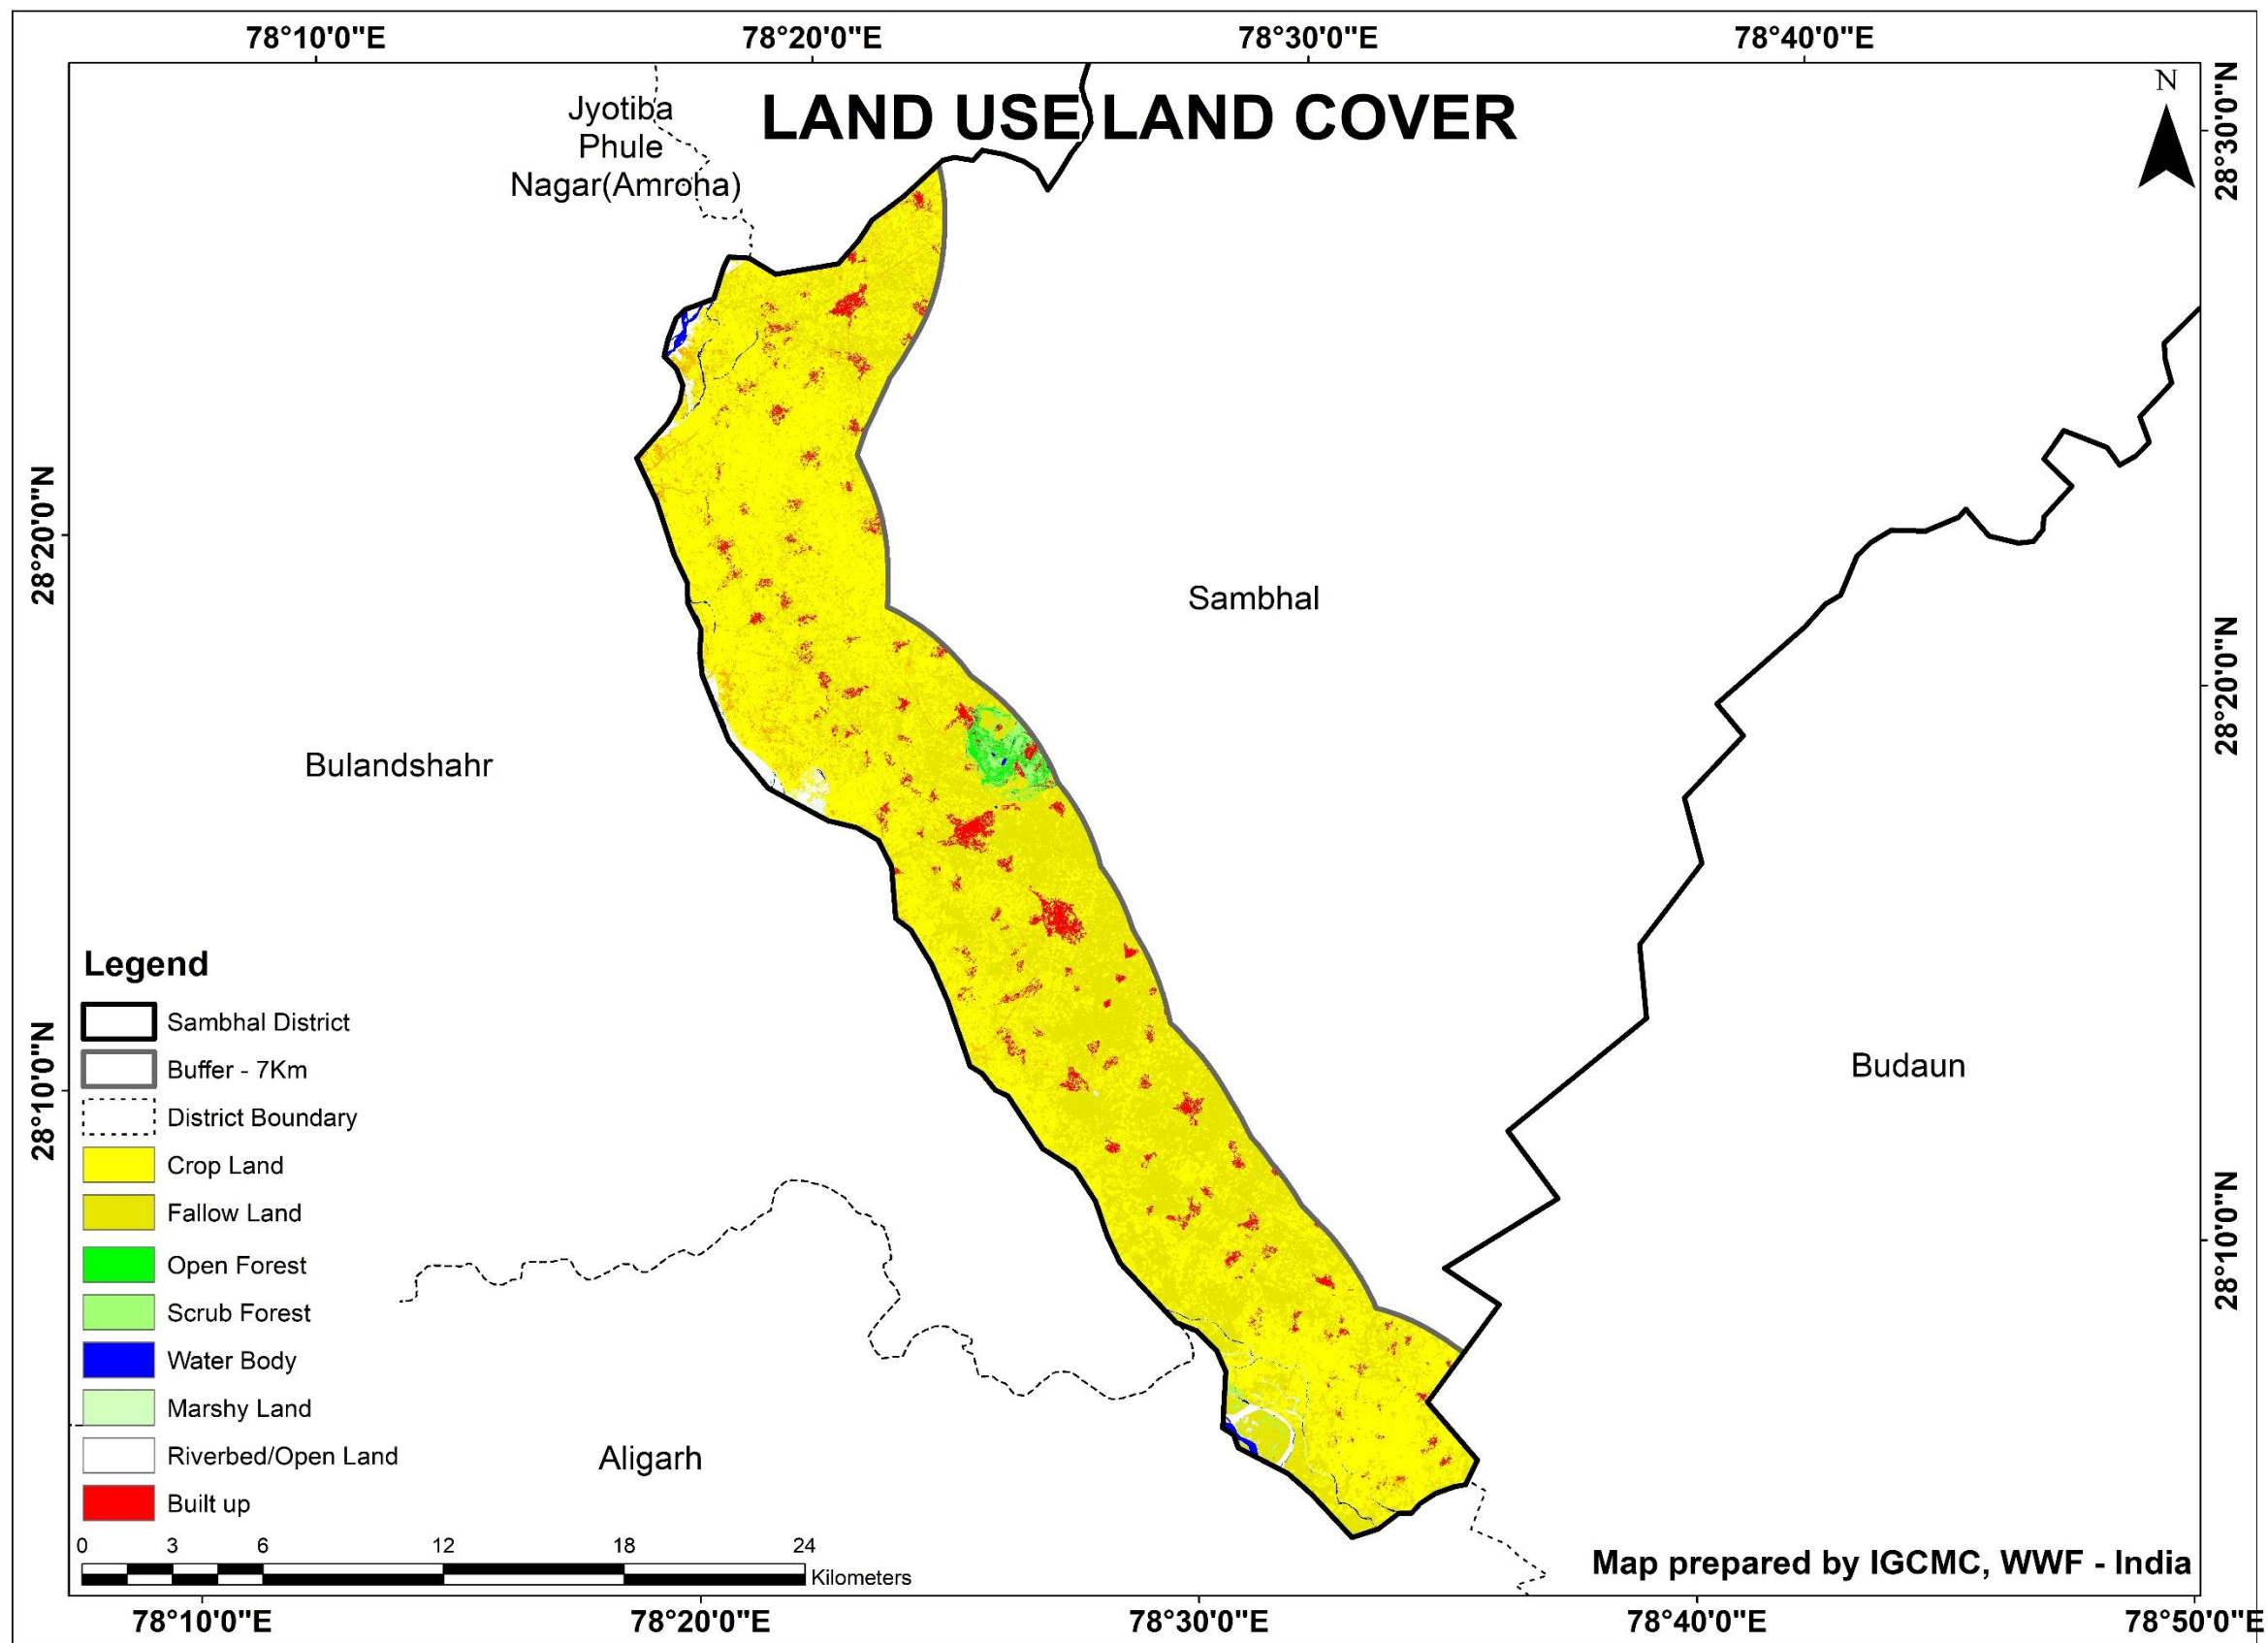 78°10'0"E
78°20'0"E
78°30'0"E
78°40'0"E
LAND USE LAND COVER
N
Jyotiba
Phule
Nagar(Amroha)
28°30'0"N
28°20'0"N
Sambhal
28°20'0"N
Bulandshahr
Budaun
28°10'0"N
28°10'0"N
Aligarh
Legend
Sambhal District
Buffer - 7Km
District Boundary
Crop Land
Fallow Land
Open Forest
Scrub Forest
Water Body
Marshy Land
Riverbed/Open Land
Built up
0 3 6 12 18 24
Kilometers
Map prepared by IGCMC, WWF - India
78°10'0"E
78°20'0"E
78°30'0"E
78°40'0"E
78°50'0"E